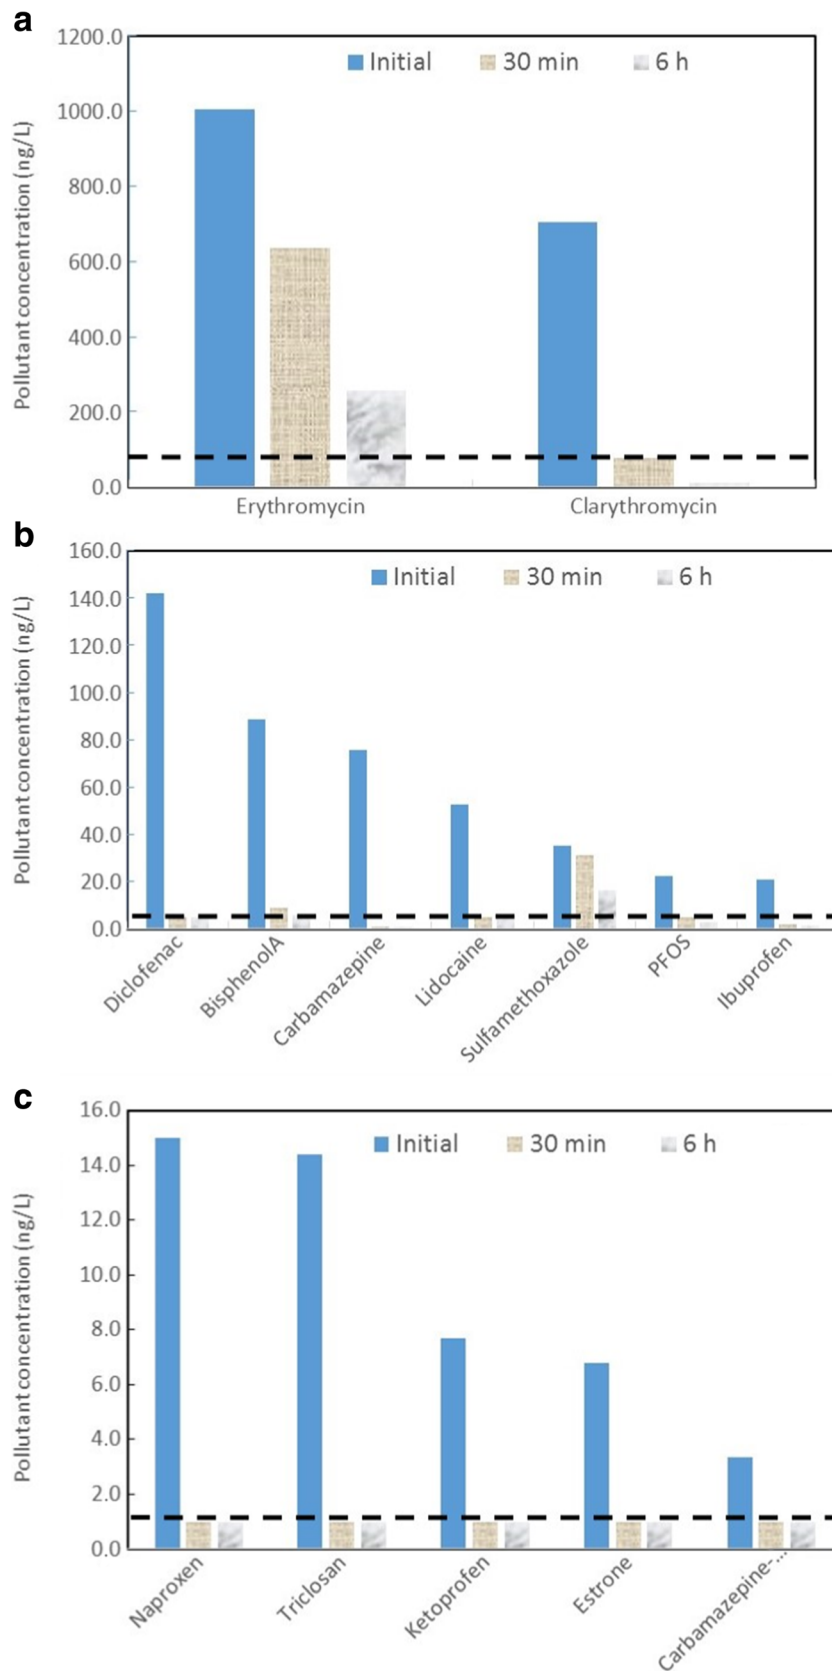 a
1200.0
Initial 30 min 6 h
1000.0
800.0
600.0
400.0
200.0
0.0
Pollutant concentration (ng/L)
Erythromycin Clarythromycin
b
160.0
Initial 30 min 6 h
140.0
120.0
100.0
80.0
60.0
40.0
20.0
0.0
Pollutant concentration (ng/L)
Diclofenac BisphenolA Carbamazepine Lidocaine Sulfamethoxazole PFOS Ibuprofen
c
16.0
Initial 30 min 6 h
14.0
12.0
10.0
8.0
6.0
4.0
2.0
0.0
Pollutant concentration (ng/L)
Naproxen Triclosan Ketoprofen Estrone Carbamazepine-...